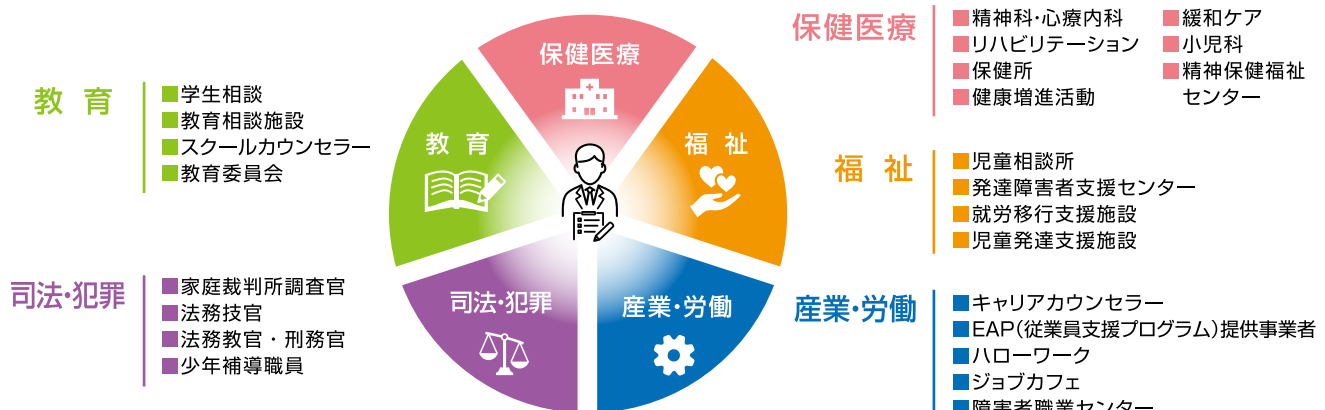 保健医療
教 育
福 祉
司法・犯罪
産業・労働
教 育
学生相談
教育相談施設
スクールカウンセラー
教育委員会
司法・犯罪
家庭裁判所調査官
法務技官
法務教官・刑務官
少年補導職員
保健医療
精神科・心療内科
リハビリテーション
保健所
健康増進活動
緩和ケア
小児科
精神保健福祉
センター
福 祉
児童相談所
発達障害者支援センター
就労移行支援施設
児童発達支援施設
産業・労働
キャリアカウンセラー
EAP（従業員支援プログラム）提供事業者
ハローワーク
ジョブカフェ
障害者職業センター